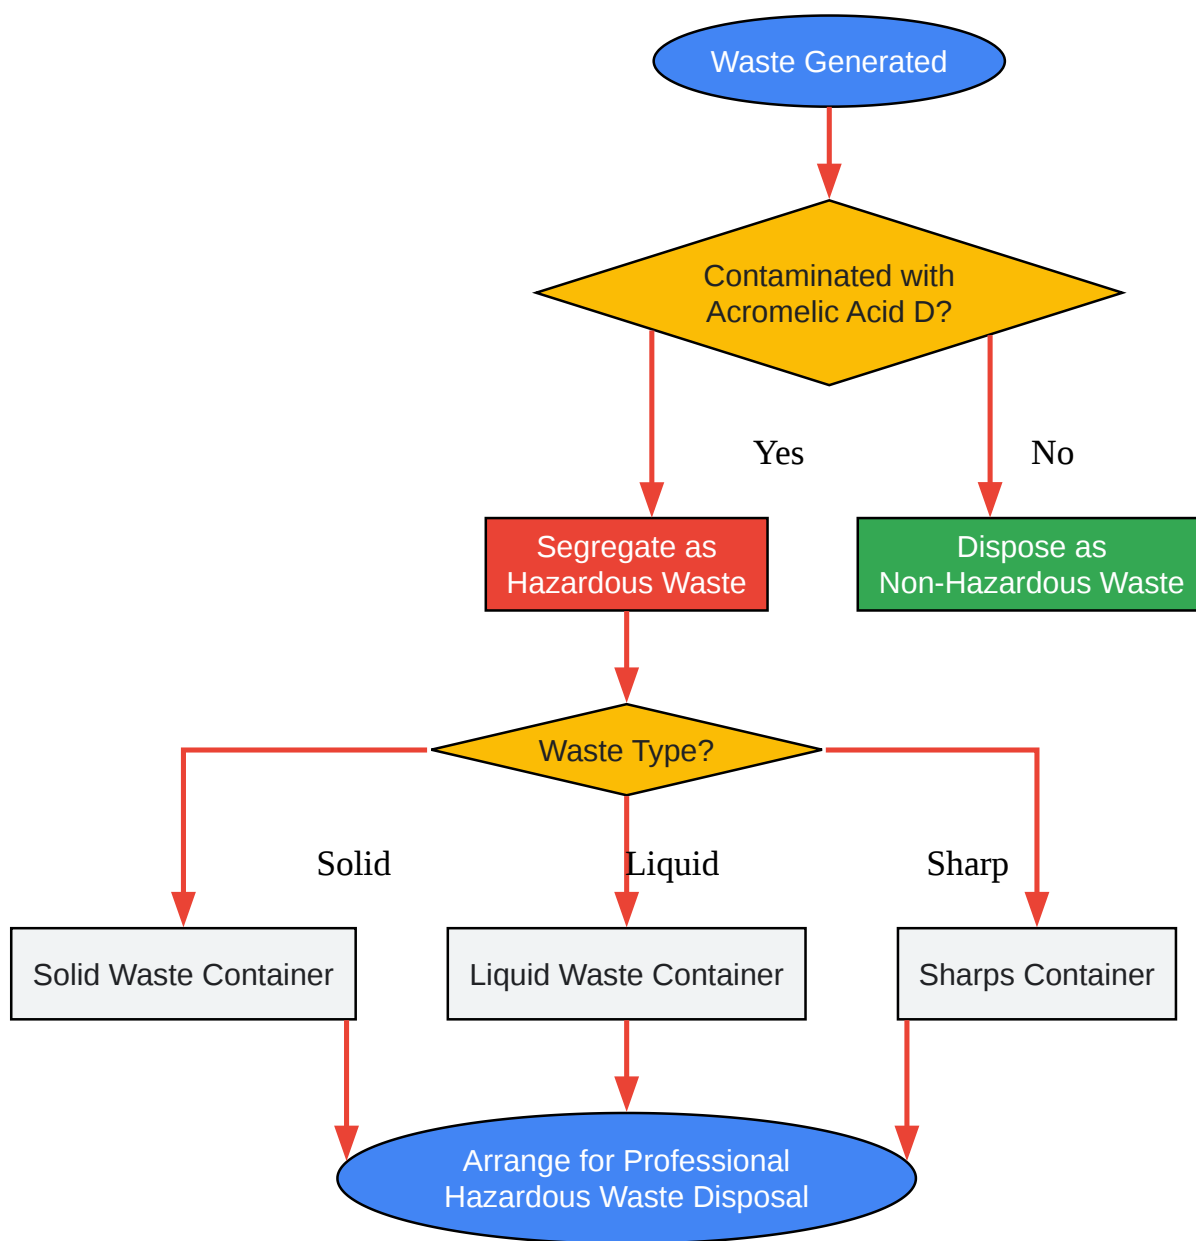 Waste Generated
Contaminated with
Acromelic Acid D?
Yes
No
Segregate as
Hazardous Waste
Dispose as
Non-Hazardous Waste
Waste Type?
Solid
Liquid
Sharp
Solid Waste Container
Liquid Waste Container
Sharps Container
Arrange for Professional
Hazardous Waste Disposal